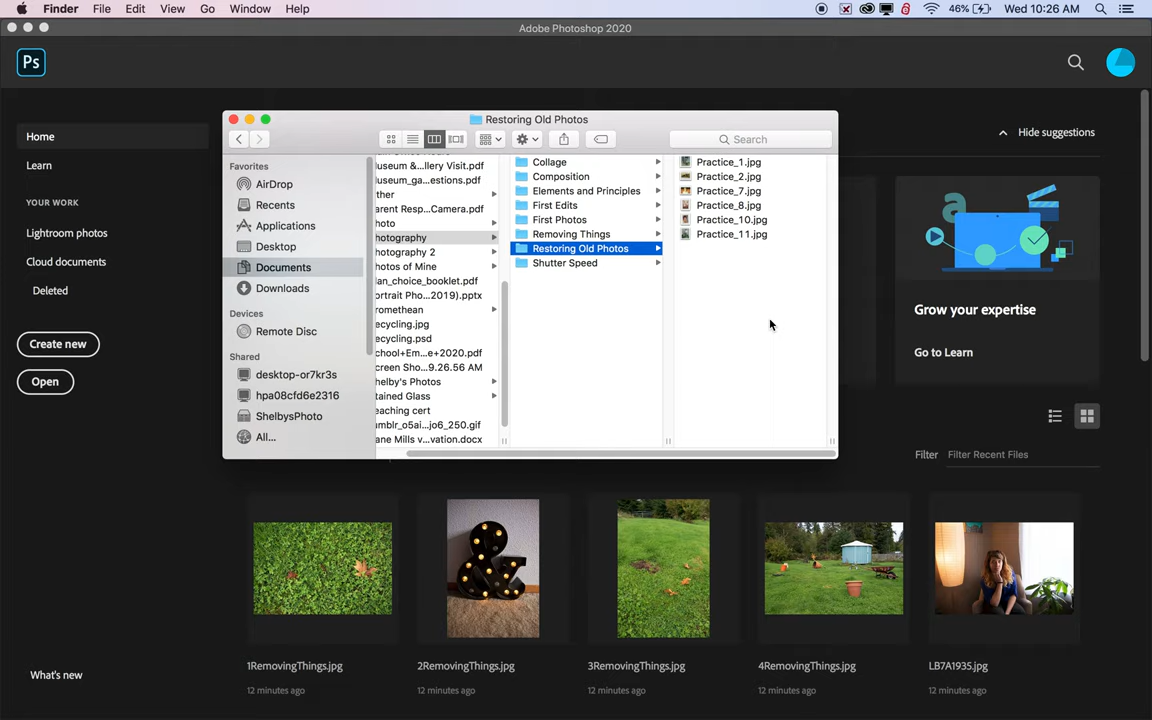 Finder File Edit View Go Window Help 46% Wed 10:26 AM
Adobe Photoshop 2020
Ps
Home
Learn
YOUR WORK
Lightroom photos
Cloud documents
Deleted
Create new
Open
What's new
Restoring Old Photos
Search
Favorites
AirDrop
Recents
Applications
Desktop
Documents
Downloads
Devices
Remote Disc
Shared
desktop-or7kr3s
hpa08cfd6e2316
ShelbysPhoto
All...
useum...llery Visit.pdf
useum_ga...estions.pdf
ther
arent Resp...Camera.pdf
hoto
hotography
hotography 2
hotos of Mine
lan_choice_booklet.pdf
ortrait Pho...2019).pptx
romethean
ecycling.jpg
ecycling.psd
chool+Em...e+2020.pdf
creen Sho...9.26.56 AM
helby's Photos
tained Glass
eaching cert
umblr_o5ai...jo6_250.gif
ane Mills v...vation.docx
Collage
Composition
Elements and Principles
First Edits
First Photos
Removing Things
Restoring Old Photos
Shutter Speed
Practice_1.jpg
Practice_2.jpg
Practice_7.jpg
Practice_8.jpg
Practice_10.jpg
Practice_11.jpg
Hide suggestions
a
Grow your expertise
Go to Learn
Filter Filter Recent Files
1RemovingThings.jpg
12 minutes ago
2RemovingThings.jpg
12 minutes ago
3RemovingThings.jpg
12 minutes ago
4RemovingThings.jpg
12 minutes ago
LB7A1935.jpg
12 minutes ago